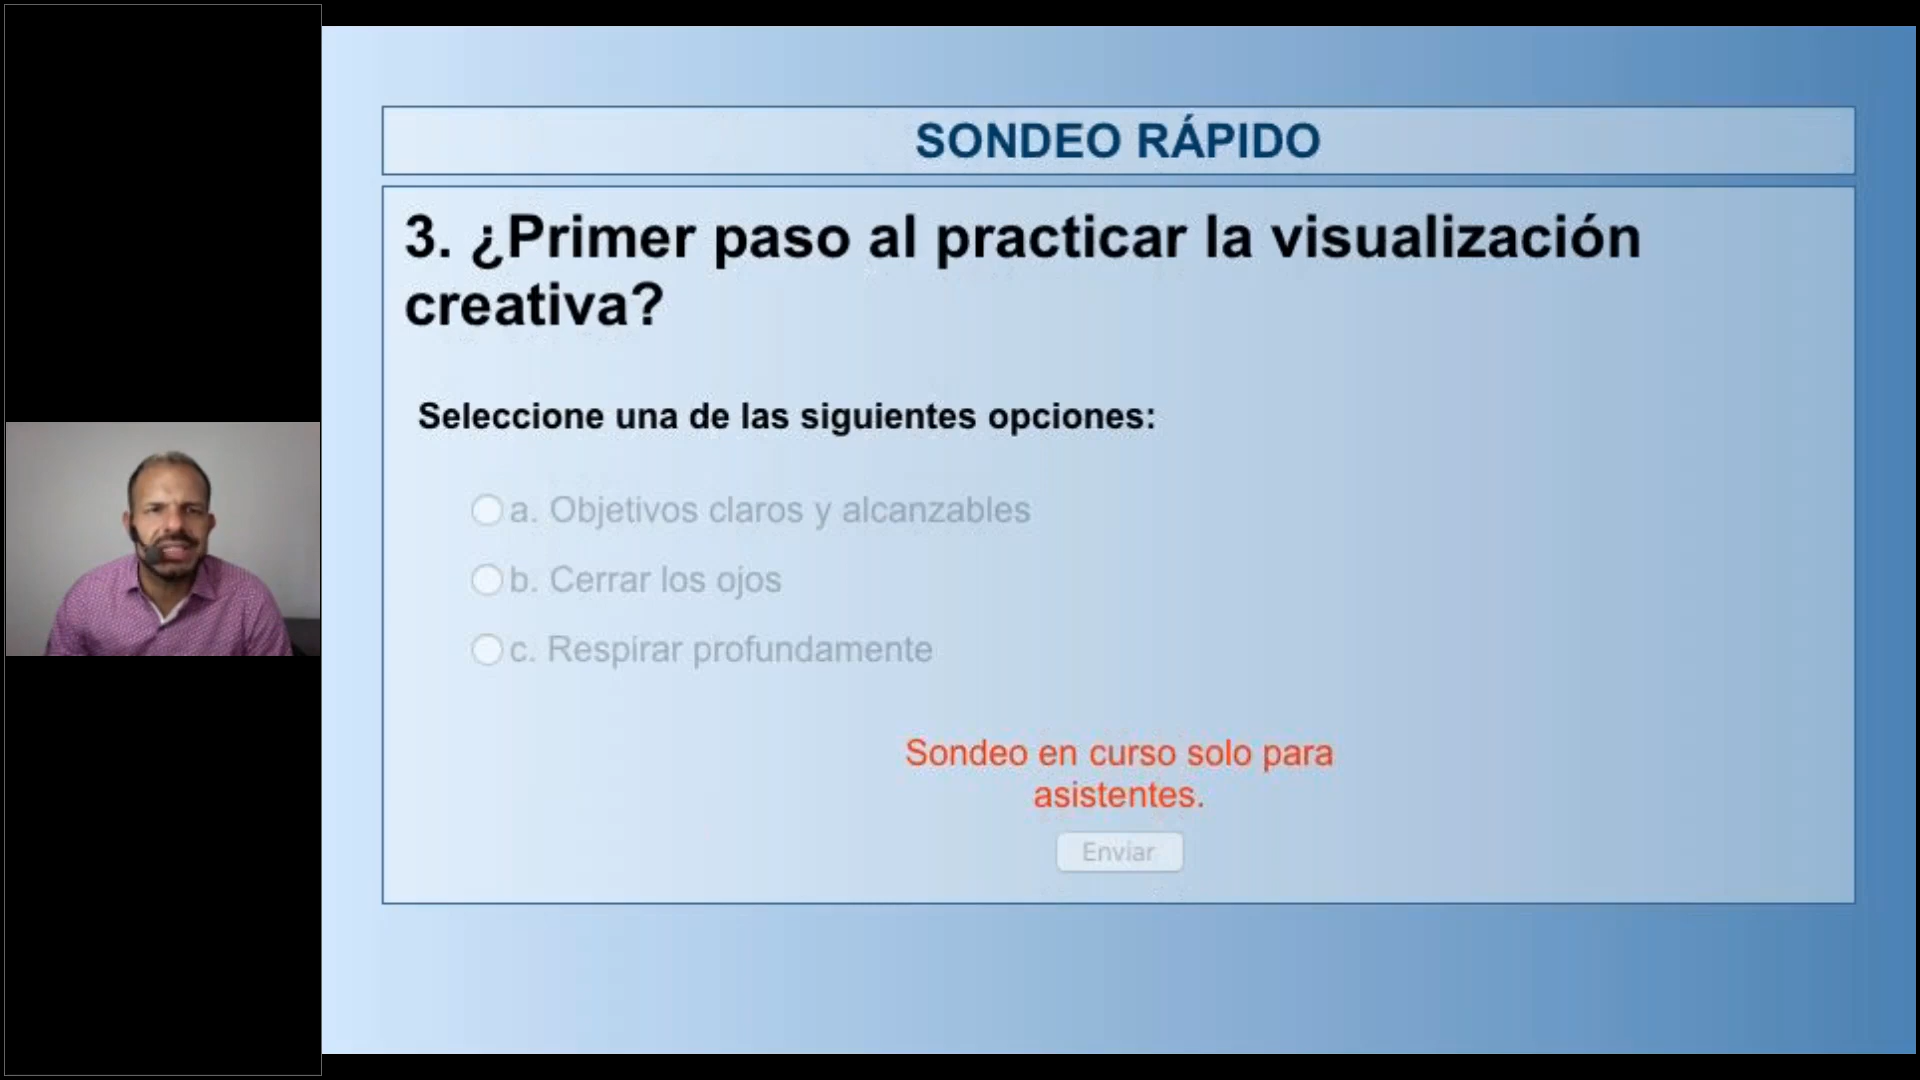 SONDEO RÁPIDO
3. ¿Primer paso al practicar la visualización
creativa?
Seleccione una de las siguientes opciones:
a. Objetivos claros y alcanzables
b. Cerrar los ojos
c. Respirar profundamente
Sondeo en curso solo para
asistentes.
Enviar